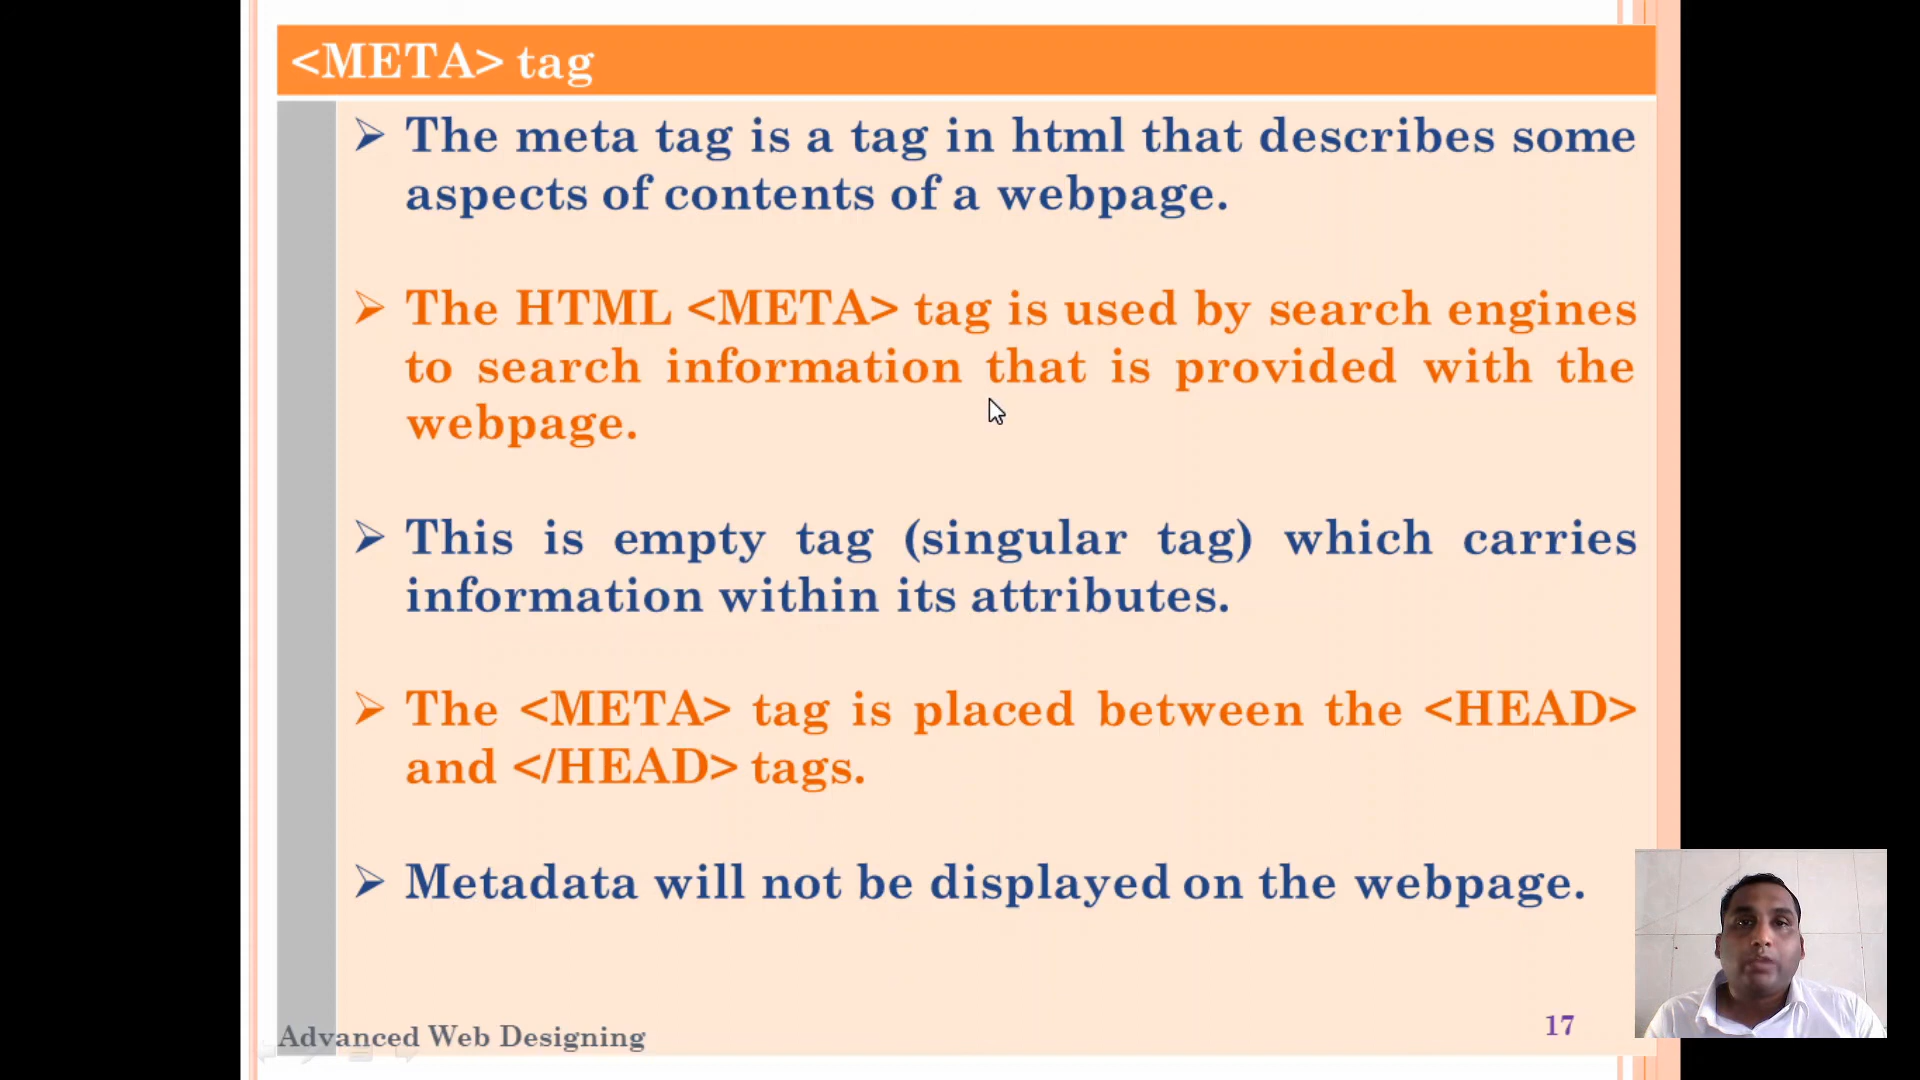 <META> tag
The meta tag is a tag in html that describes some
aspects of contents of a webpage.
The HTML <META> tag is used by search engines
to search information that is provided with the
webpage.
This is empty tag (singular tag) which carries
information within its attributes.
The <META> tag is placed between the <HEAD>
and </HEAD> tags.
Metadata will not be displayed on the webpage.
Advanced Web Designing
17